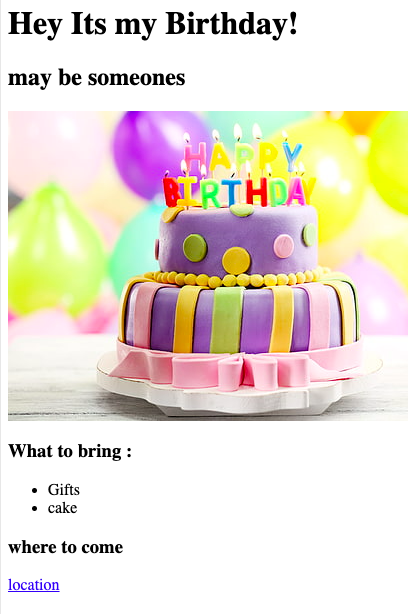 Hey Its my Birthday!
may be someones
HAPPY
BIRTHDAY
What to bring :
Gifts
cake
where to come
location